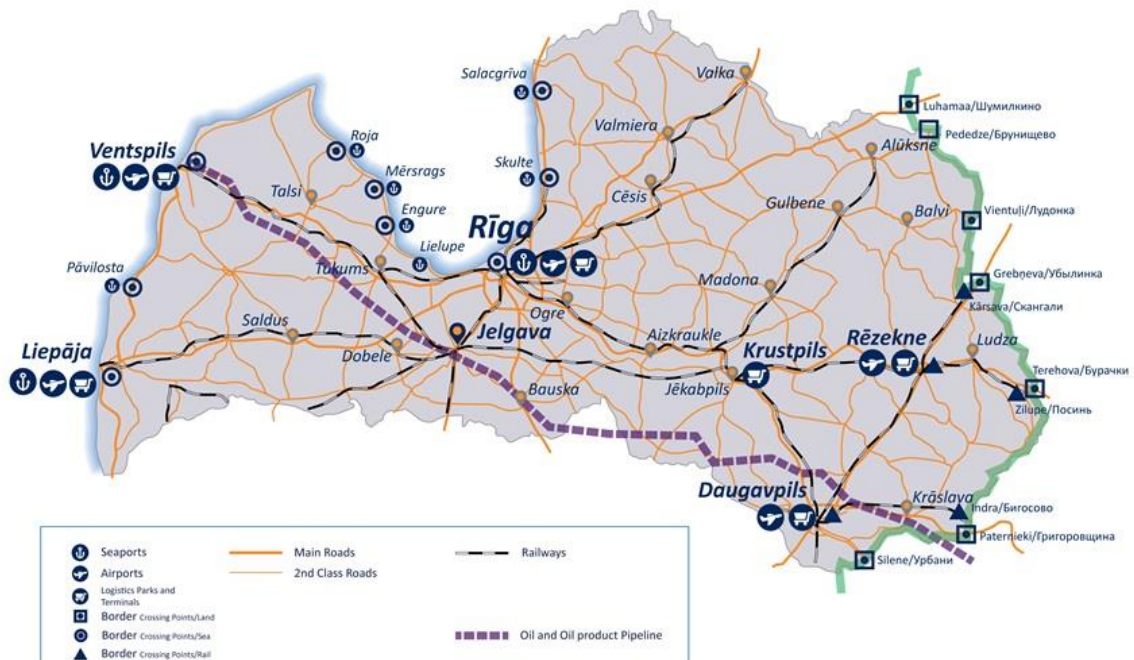 Valka
Salacgrīva
Luhamaa/Шумилкино
Pededze/Брунищево
Valmiera
Roja
Alūksne
Ventspils
Skulte
Mērsrags
Talsi
Cēsis
Gulbene
Balvi
Vientuļi/Лудонка
Engure
Rīga
Lielupe
Tukums
Grebņeva/Убылинка
Pāvilosta
Madona
Kārsava/Скангали
Ogre
Saldus
Jelgava
Aizkraukle
Ludza
Liepāja
Dobele
Krustpils
Rēzekne
Terehova/Бурачки
Bauska
Jēkabpils
Zilupe/Посинь
Daugavpils
Krāslava
Indra/Бигосово
Paternieki/Григоровщина
Silene/Урбани
Seaports
Main Roads
Railways
Airports
2nd Class Roads
Logistics Parks and
Terminals
Border Crossing Points/Land
Border Crossing Points/Sea
Oil and Oil product Pipeline
Border Crossing Points/Rail